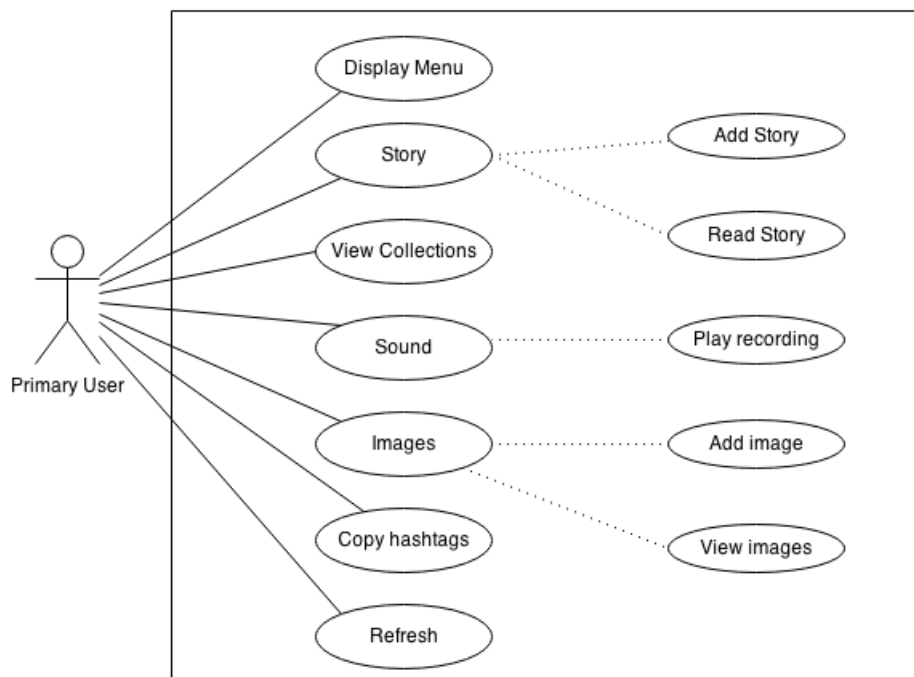 Display Menu
Story
Add Story
Read Story
View Collections
Sound
Play recording
Primary User
Images
Add image
Copy hashtags
View images
Refresh